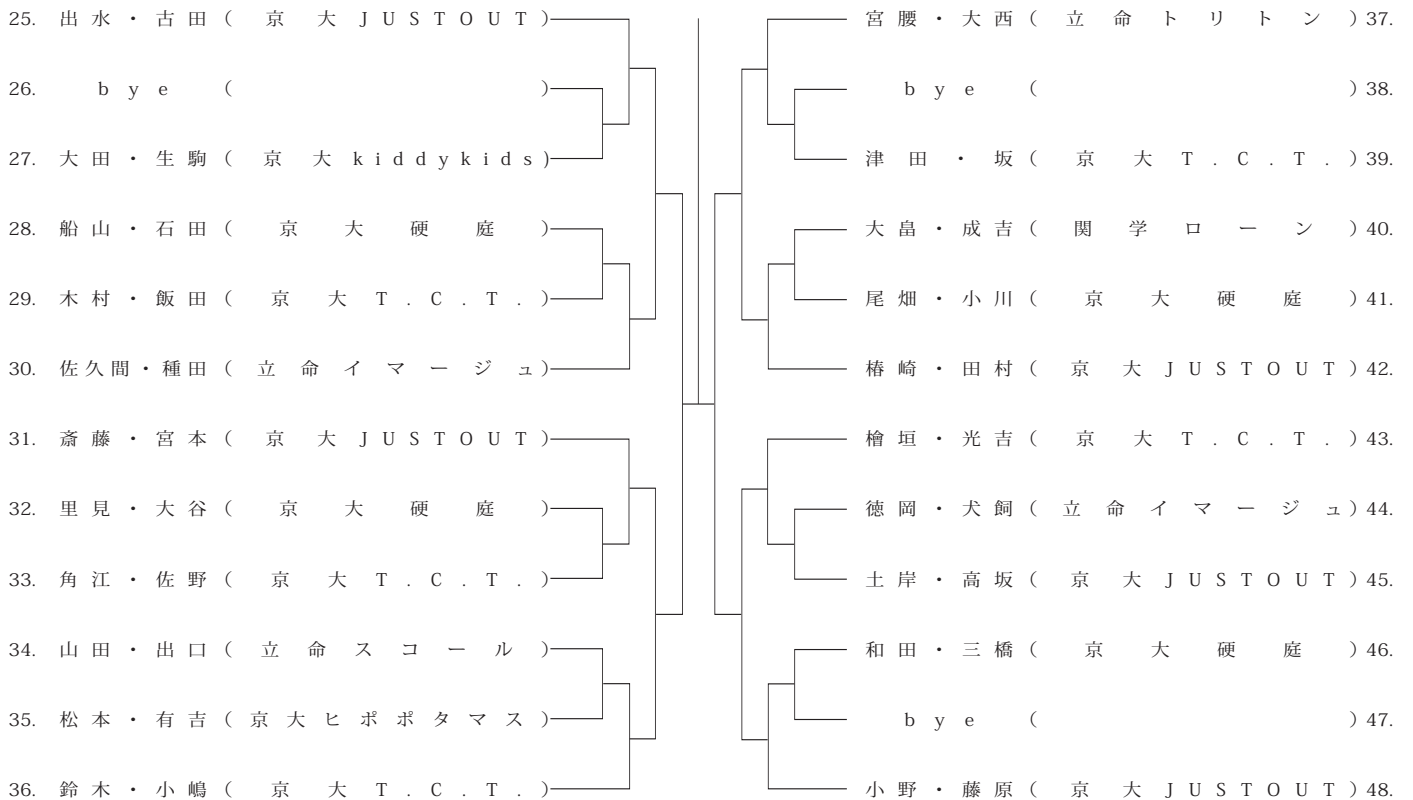 25. 出水・古田(京大JUSTOUT)
26. bye ( )
27. 大田・生駒(京大kiddykids)
28. 船山・石田(京大硬庭)
29. 木村・飯田(京大T.C.T.)
30. 佐久間・種田(立命イマージュ)
31. 斎藤・宮本(京大JUSTOUT)
32. 里見・大谷(京大硬庭)
33. 角江・佐野(京大T.C.T.)
34. 山田・出口(立命スコール)
35. 松本・有吉(京大ヒポポタマス)
36. 鈴木・小嶋(京大T.C.T.)
宮腰・大西(立命トリトン)37.
bye ( )38.
津田・坂(京大T.C.T.)39.
大畠・成吉(関学ローン)40.
尾畑・小川(京大硬庭)41.
椿崎・田村(京大JUSTOUT)42.
檜垣・光吉(京大T.C.T.)43.
徳岡・犬飼(立命イマージュ)44.
土岸・高坂(京大JUSTOUT)45.
和田・三橋(京大硬庭)46.
bye ( )47.
小野・藤原(京大JUSTOUT)48.